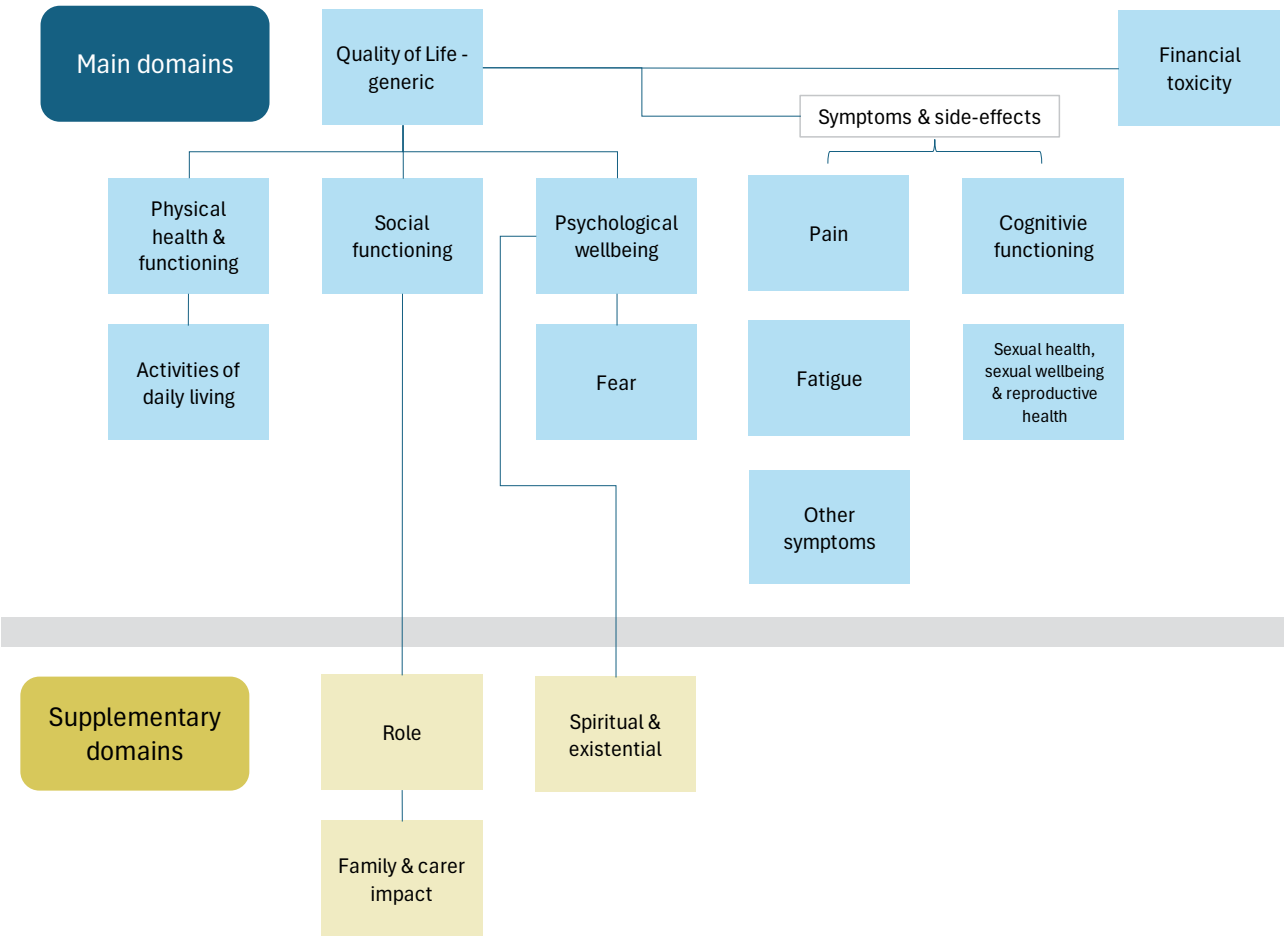 Main domains
Quality of Life -
generic
Financial
toxicity
Symptoms & side-effects
Physical
health &
functioning
Social
functioning
Psychological
wellbeing
Pain
Cognitivie
functioning
Activities of
daily living
Fear
Fatigue
Sexual health,
sexual wellbeing
& reproductive
health
Other
symptoms
Supplementary
domains
Role
Spiritual &
existential
Family & carer
impact